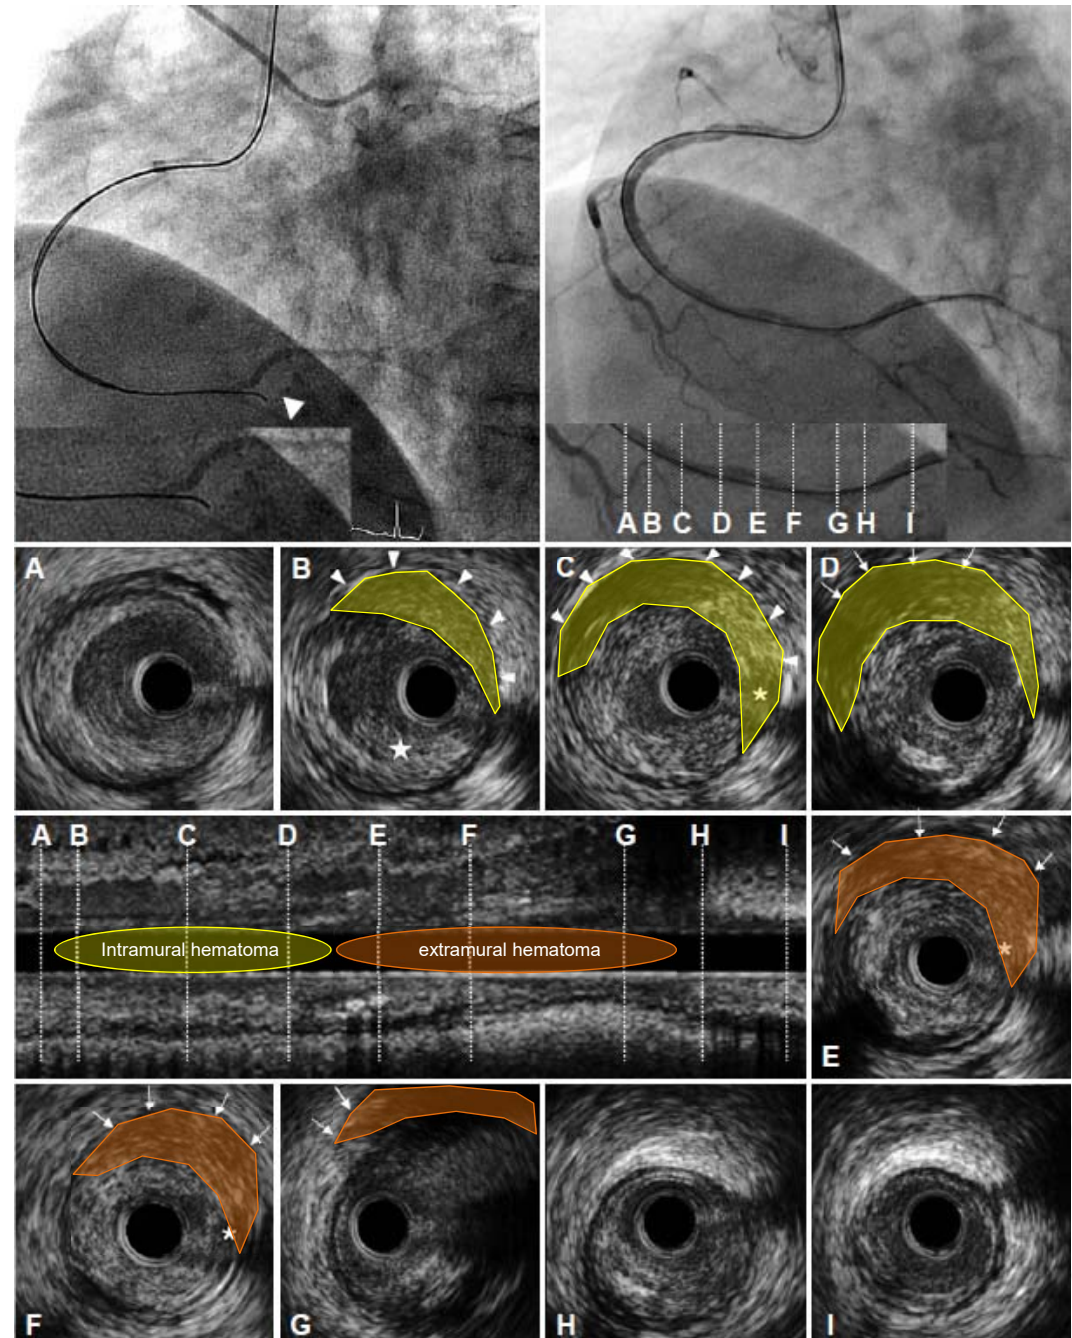 A B C D E F G H I
A
B
C
D
A B C D E F G H I
Intramural hematoma
extramural hematoma
E
F
G
H
I